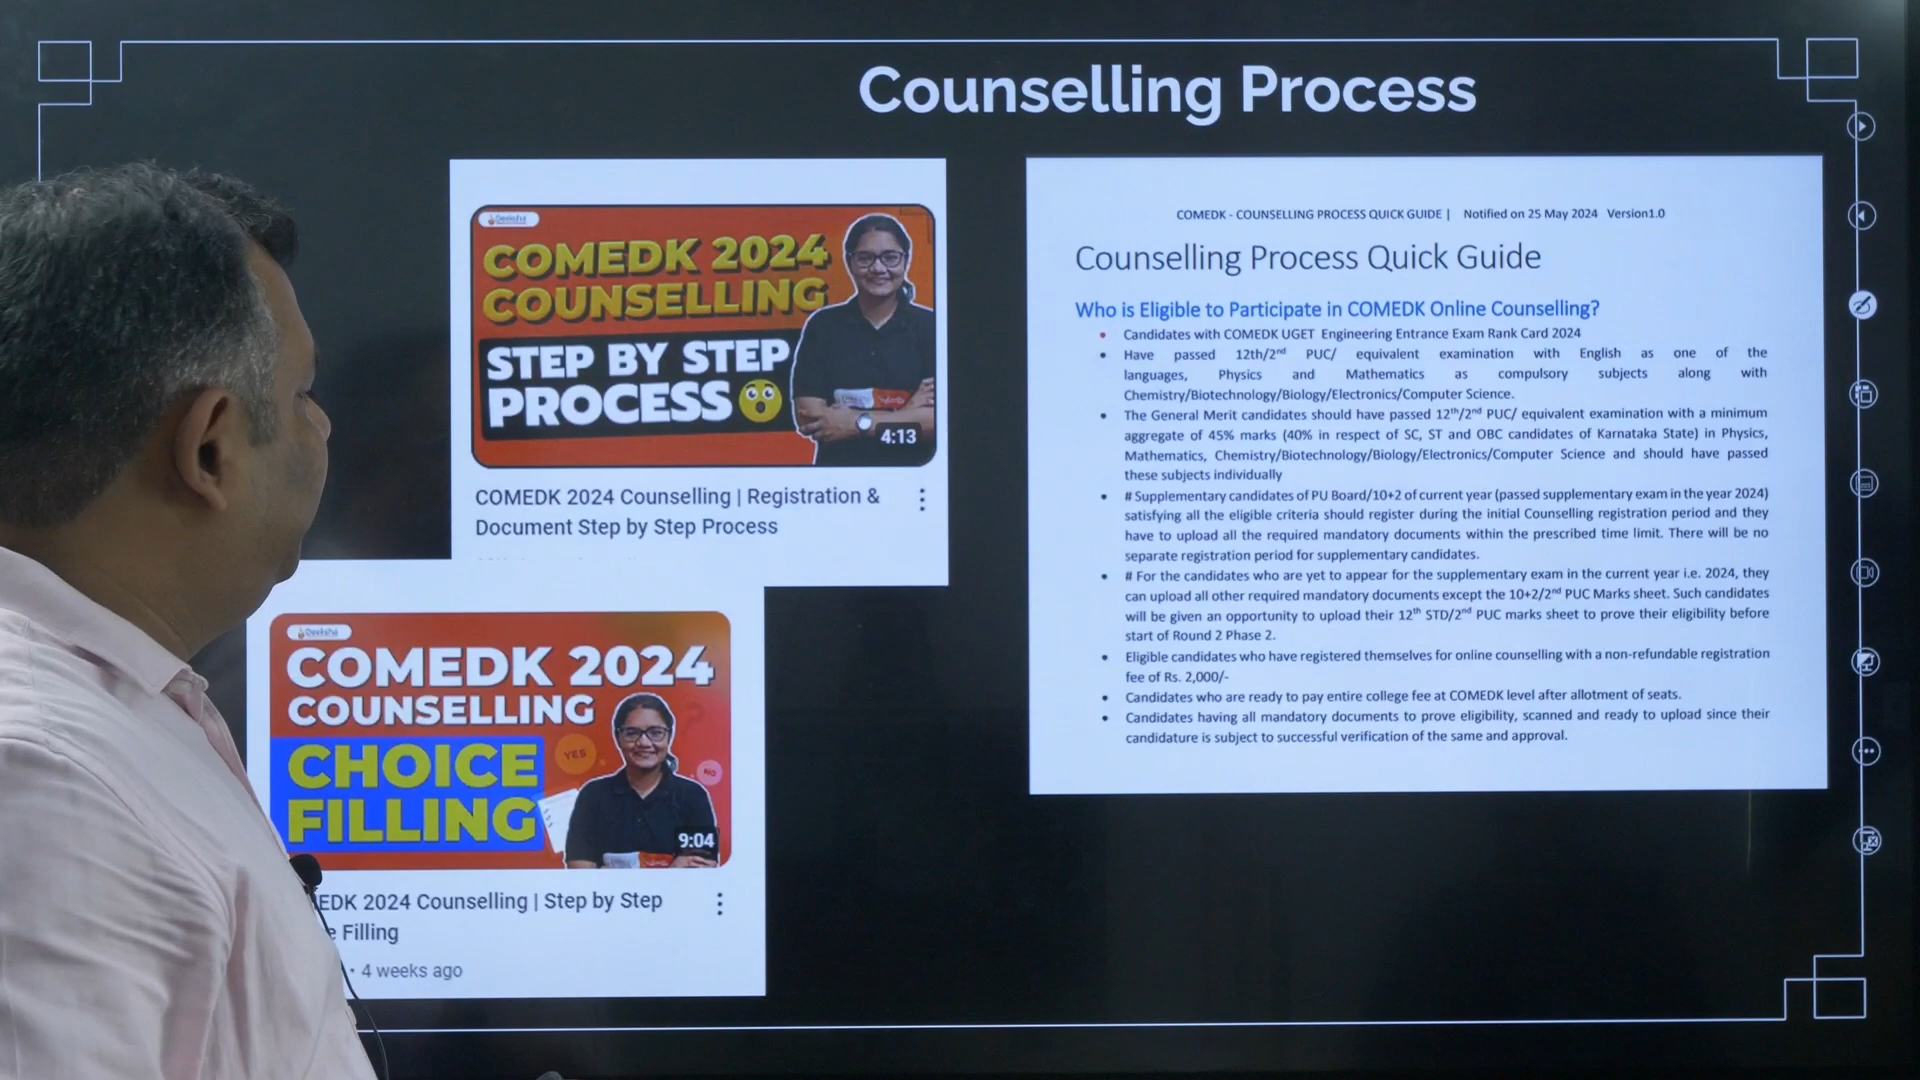 Counselling Process
Deeksha
COMEDK 2024
COUNSELLING
STEP BY STEP
PROCESS
4:13
COMEDK 2024 Counselling | Registration &
Document Step by Step Process
Deeksha
COMEDK 2024
COUNSELLING
CHOICE
FILLING
YES
NO
9:04
EDK 2024 Counselling | Step by Step
e Filling
• 4 weeks ago
COMEDK - COUNSELLING PROCESS QUICK GUIDE | Notified on 25 May 2024 Version1.0
Counselling Process Quick Guide
Who is Eligible to Participate in COMEDK Online Counselling?
• Candidates with COMEDK UGET Engineering Entrance Exam Rank Card 2024
• Have passed 12th/2nd PUC/ equivalent examination with English as one of the
languages, Physics and Mathematics as compulsory subjects along with
Chemistry/Biotechnology/Biology/Electronics/Computer Science.
• The General Merit candidates should have passed 12th/2nd PUC/ equivalent examination with a minimum
aggregate of 45% marks (40% in respect of SC, ST and OBC candidates of Karnataka State) in Physics,
Mathematics, Chemistry/Biotechnology/Biology/Electronics/Computer Science and should have passed
these subjects individually
• # Supplementary candidates of PU Board/10+2 of current year (passed supplementary exam in the year 2024)
satisfying all the eligible criteria should register during the initial Counselling registration period and they
have to upload all the required mandatory documents within the prescribed time limit. There will be no
separate registration period for supplementary candidates.
• # For the candidates who are yet to appear for the supplementary exam in the current year i.e. 2024, they
can upload all other required mandatory documents except the 10+2/2nd PUC Marks sheet. Such candidates
will be given an opportunity to upload their 12th STD/2nd PUC marks sheet to prove their eligibility before
start of Round 2 Phase 2.
• Eligible candidates who have registered themselves for online counselling with a non-refundable registration
fee of Rs. 2,000/-
• Candidates who are ready to pay entire college fee at COMEDK level after allotment of seats.
• Candidates having all mandatory documents to prove eligibility, scanned and ready to upload since their
candidature is subject to successful verification of the same and approval.